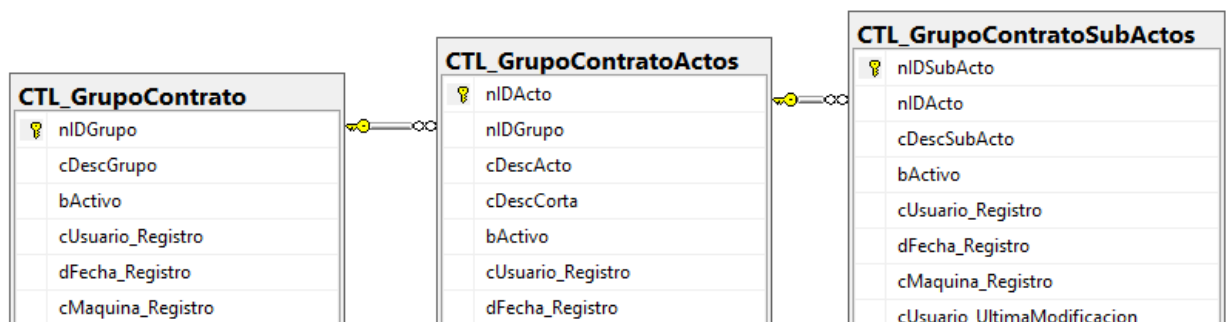 CTL_GrupoContrato
nIDGrupo
cDescGrupo
bActivo
cUsuario_Registro
dFecha_Registro
cMaquina_Registro
CTL_GrupoContratoActos
nIDActo
nIDGrupo
cDescActo
cDescCorta
bActivo
cUsuario_Registro
dFecha_Registro
CTL_GrupoContratoSubActos
nIDSubActo
nIDActo
cDescSubActo
bActivo
cUsuario_Registro
dFecha_Registro
cMaquina_Registro
cUsuario_UltimaModificacion